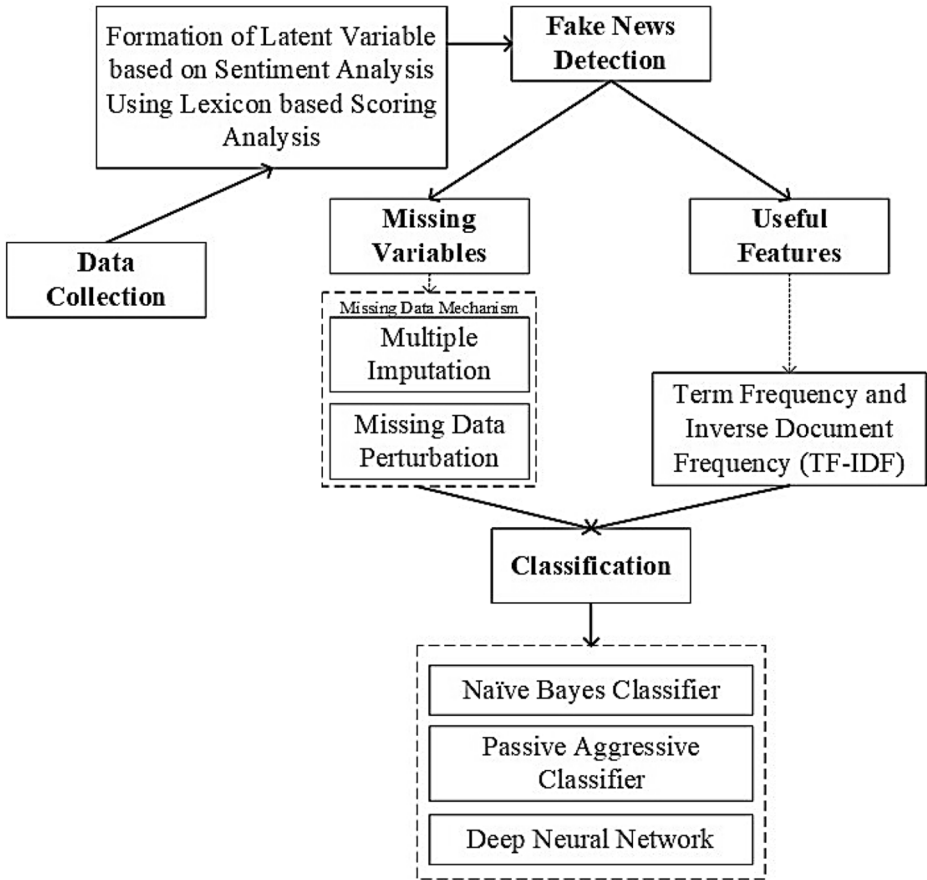 Formation of Latent Variable
based on Sentiment Analysis
Using Lexicon based Scoring
Analysis
Fake News
Detection
Data
Collection
Missing
Variables
Useful
Features
Missing Data Mechanism
Multiple
Imputation
Missing Data
Perturbation
Term Frequency and
Inverse Document
Frequency (TF-IDF)
Classification
Naïve Bayes Classifier
Passive Aggressive
Classifier
Deep Neural Network